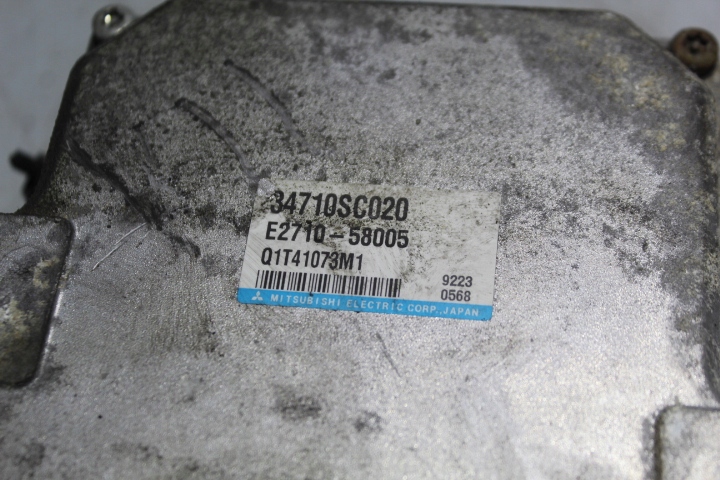 34710SC020
E2710-58005
Q1T41073M1
9223
0568
MITSUBISHI ELECTRIC CORP., JAPAN